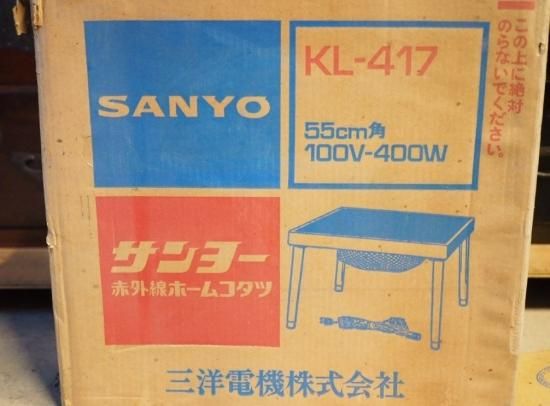 SANYO
KL-417
55cm角
100V-400W
この上に絶対
のらないでください。
サンヨー
赤外線ホームコタツ
三洋電機株式会社